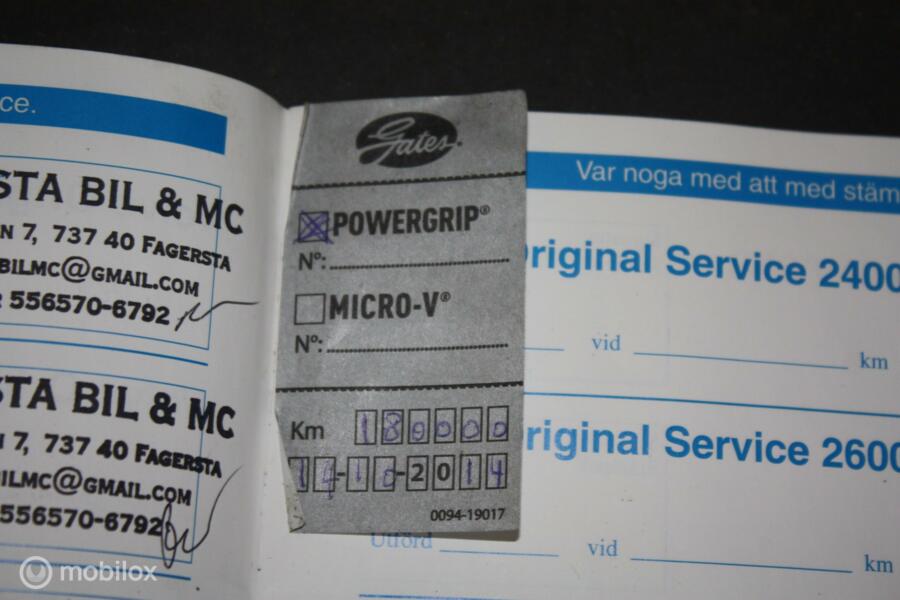 ce.
STA BIL & MC
N 7, 737 40 FAGERSTA
BILMC@GMAIL.COM
556570-6792
STA BIL & MC
7, 737 40 FAGERSTA
ILMC@GMAIL.COM
556570-6792
Gates®
POWERGRIP®
Nº:
MICRO-V®
Nº:
Km 180000
14-10-2014
0094-19017
Var noga med att med stäm
riginal Service 2400
vid km
riginal Service 2600
Utförd vid km
mobilox